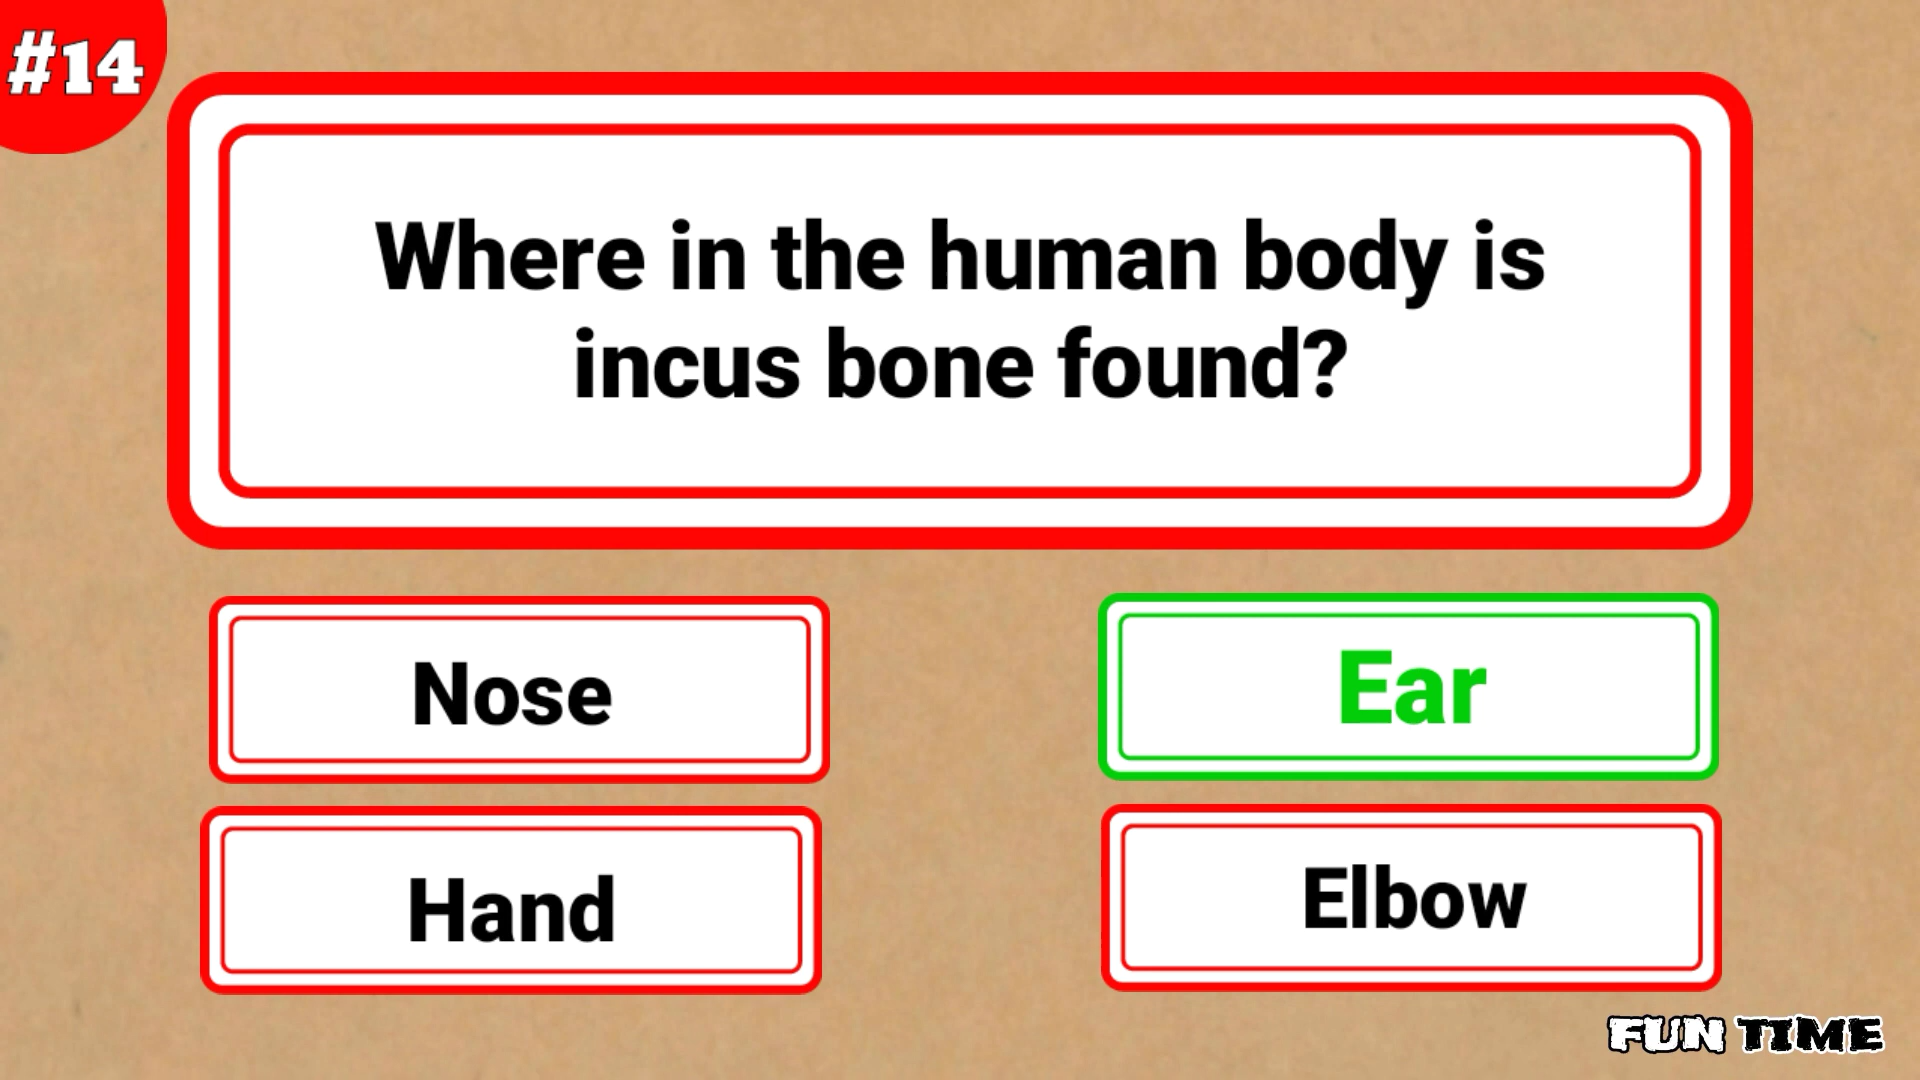 #14
Where in the human body is
incus bone found?
Nose
Ear
Hand
Elbow
FUN TIME